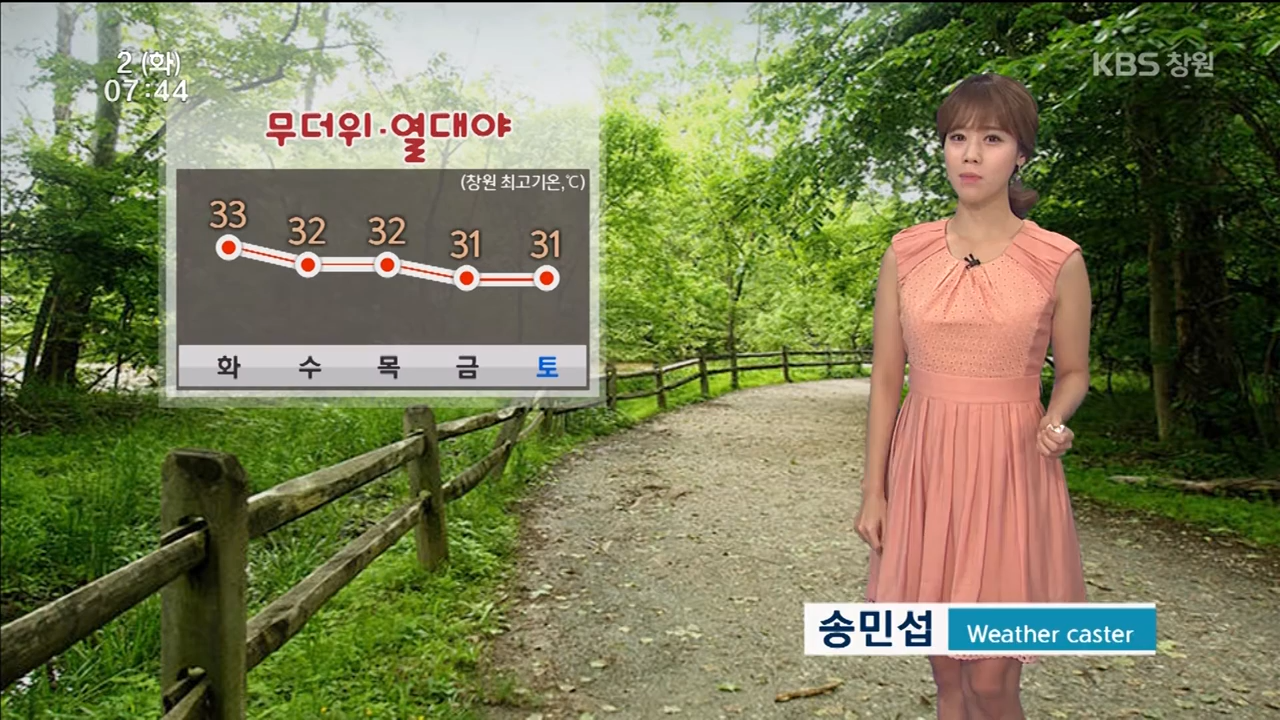 2 (화)
07:44
KBS 창원
무더위·열대야
(창원 최고기온,℃)
33 32 32 31 31
화 수 목 금 토
송민섭 Weather caster